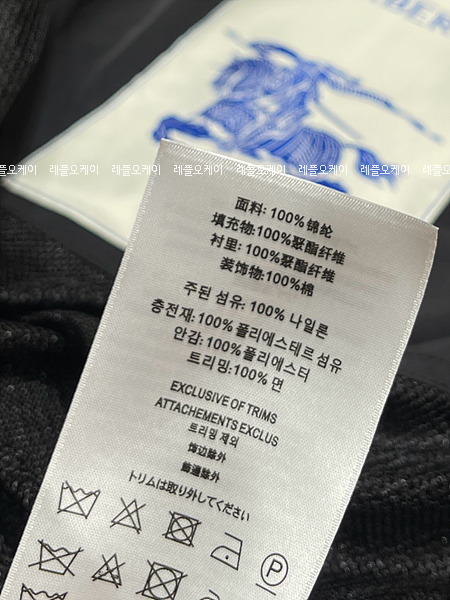 레플오케이 레플오케이 레플오케이 레플오케이 레플오케이 레플오케이
面料: 100%锦纶
填充物:100%聚酯纤维
衬里: 100%聚酯纤维
装饰物:100%棉
주된 섬유: 100% 나일론
충전재: 100% 폴리에스테르 섬유
안감: 100% 폴리에스터
트리밍:100% 면
EXCLUSIVE OF TRIMS
ATTACHEMENTS EXCLUS
트리밍 제외
饰边除外
トリムは取り外してください
P